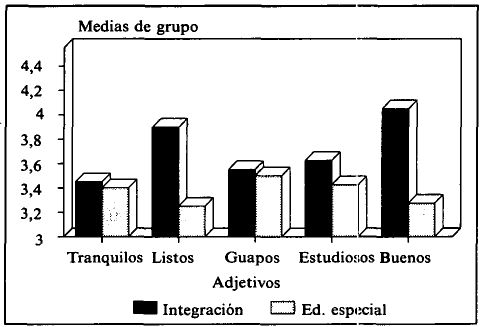 Medias de grupo
4,4
4,2
4
3,8
3,6
3,4
3,2
3
Tranquilos Listos Guapos Estudiosos Buenos
Adjetivos
Integración Ed. especial